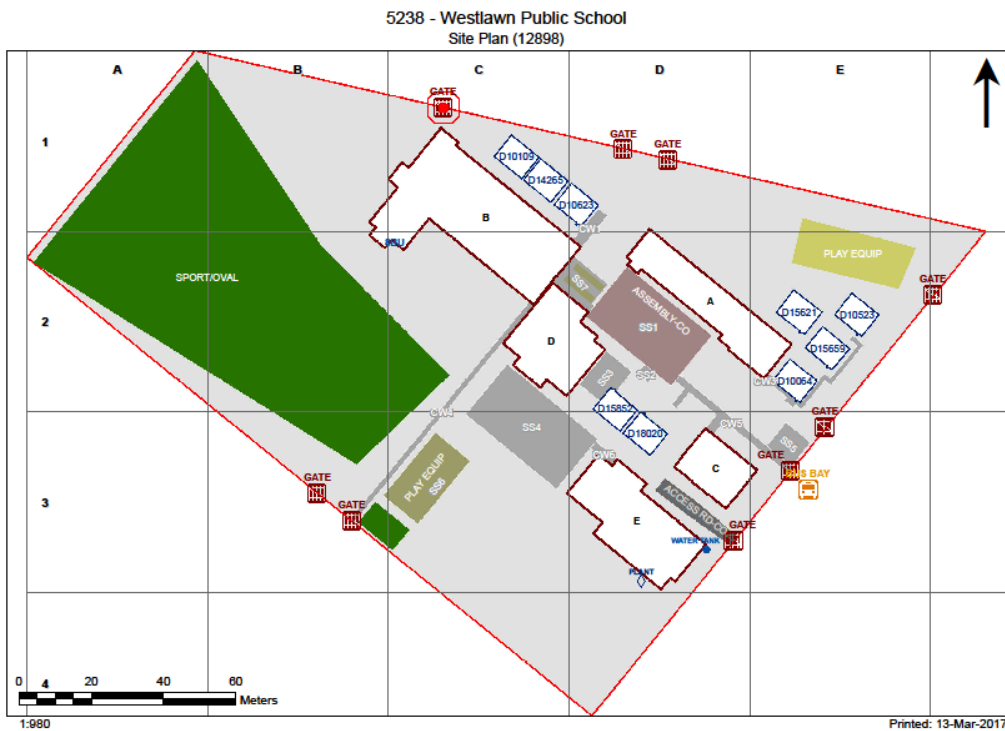 5238 - Westlawn Public School
Site Plan (12898)
A
B
C
D
E
GATE
1
GATE
GATE
D10109
D14265
D10623
B
CW1
PLAY EQUIP
SPORT/OVAL
SS7
ASSEMBLY-CO
A
GATE
2
SS1
D15621
D10523
D
D15659
SS3
SS2
CW3
D10064
CW4
D15852
GATE
SS4
D18020
CW5
SS5
CW6
GATE
PLAY EQUIP
SS6
C
BUS BAY
GATE
GATE
3
ACCESS RD-CO
E
GATE
WATER TANK
PLANT
4
0
20
40
60
Meters
1:980
Printed: 13-Mar-2017